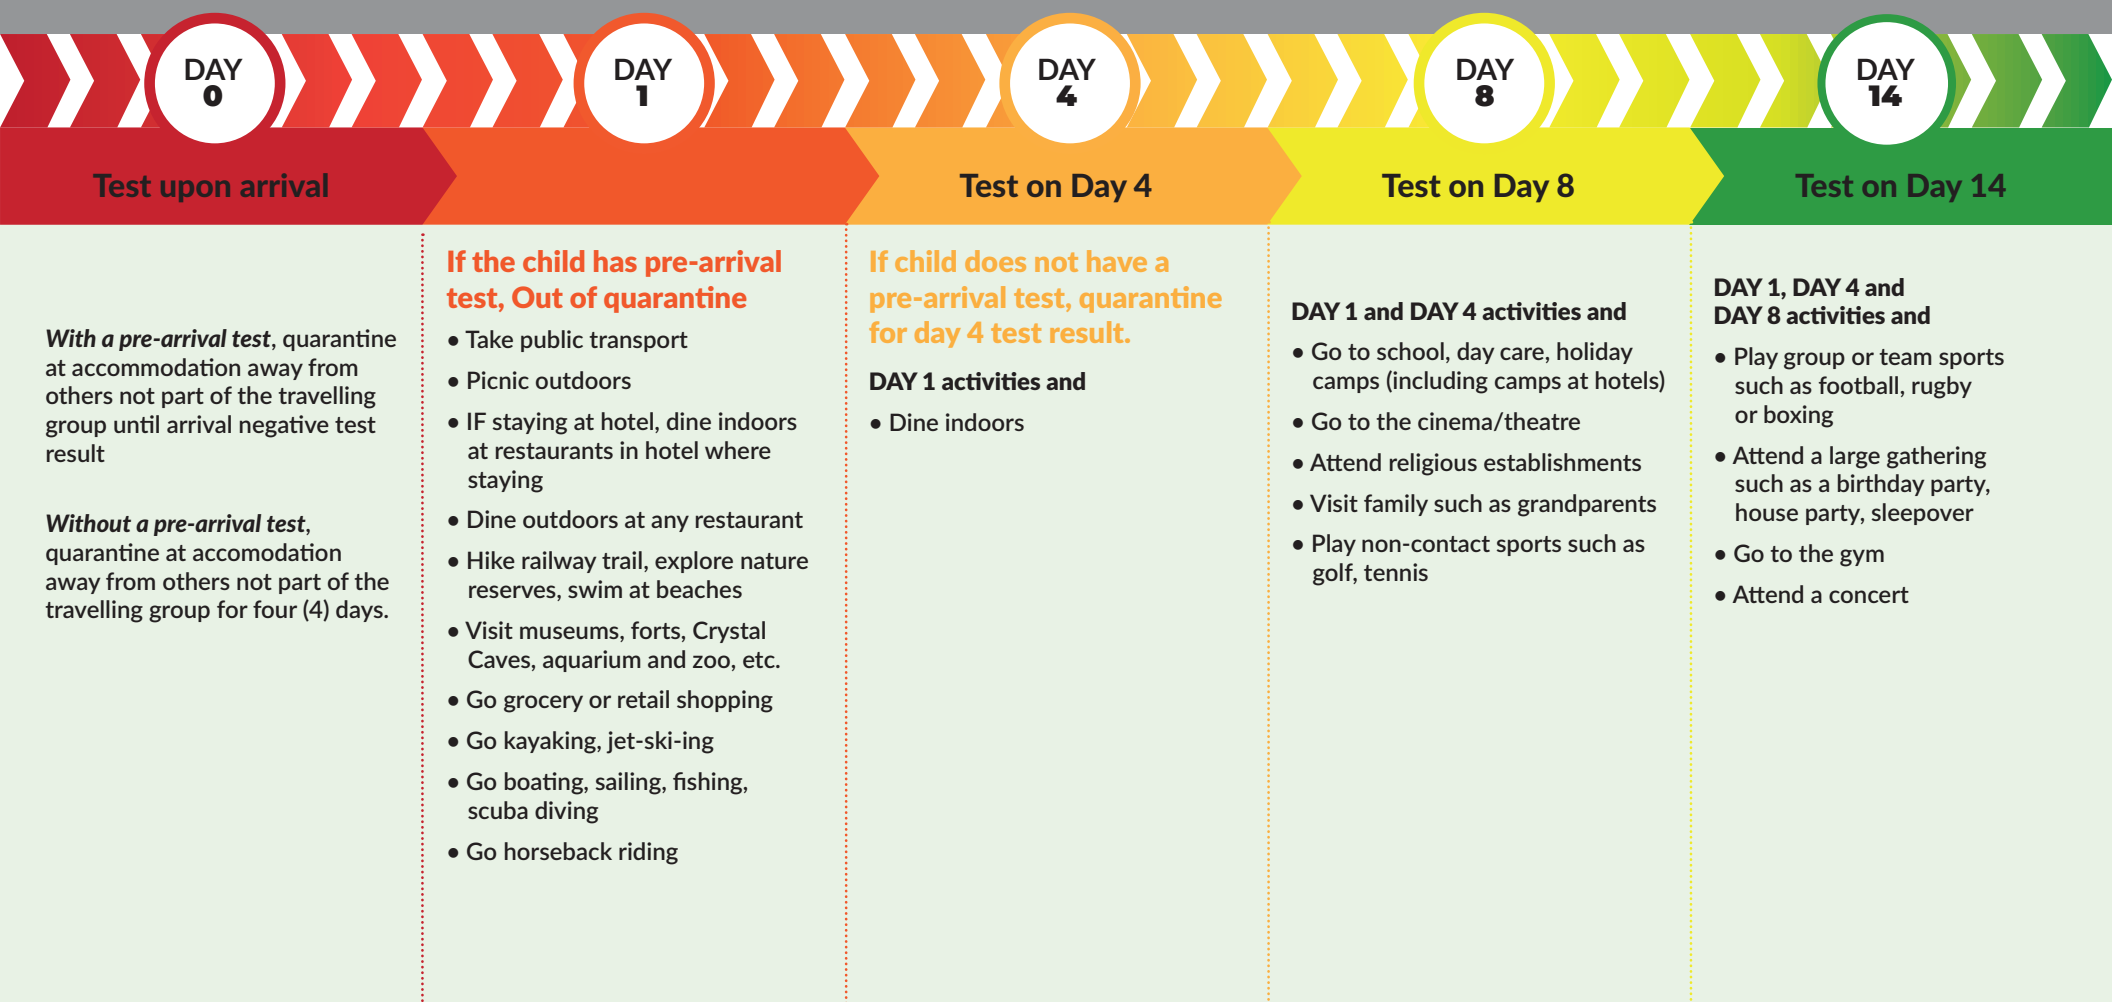 DAY
0
DAY
1
DAY
4
DAY
8
DAY
14
Test upon arrival
Test on Day 4
Test on Day 8
Test on Day 14
With a pre-arrival test, quarantine
at accommodation away from
others not part of the travelling
group until arrival negative test
result
Without a pre-arrival test,
quarantine at accomodation
away from others not part of the
travelling group for four (4) days.
If the child has pre-arrival
test, Out of quarantine
• Take public transport
• Picnic outdoors
• IF staying at hotel, dine indoors
at restaurants in hotel where
staying
• Dine outdoors at any restaurant
• Hike railway trail, explore nature
reserves, swim at beaches
• Visit museums, forts, Crystal
Caves, aquarium and zoo, etc.
• Go grocery or retail shopping
• Go kayaking, jet-ski-ing
• Go boating, sailing, fishing,
scuba diving
• Go horseback riding
If child does not have a
pre-arrival test, quarantine
for day 4 test result.
DAY 1 activities and
• Dine indoors
DAY 1 and DAY 4 activities and
• Go to school, day care, holiday
camps (including camps at hotels)
• Go to the cinema/theatre
• Attend religious establishments
• Visit family such as grandparents
• Play non-contact sports such as
golf, tennis
DAY 1, DAY 4 and
DAY 8 activities and
• Play group or team sports
such as football, rugby
or boxing
• Attend a large gathering
such as a birthday party,
house party, sleepover
• Go to the gym
• Attend a concert